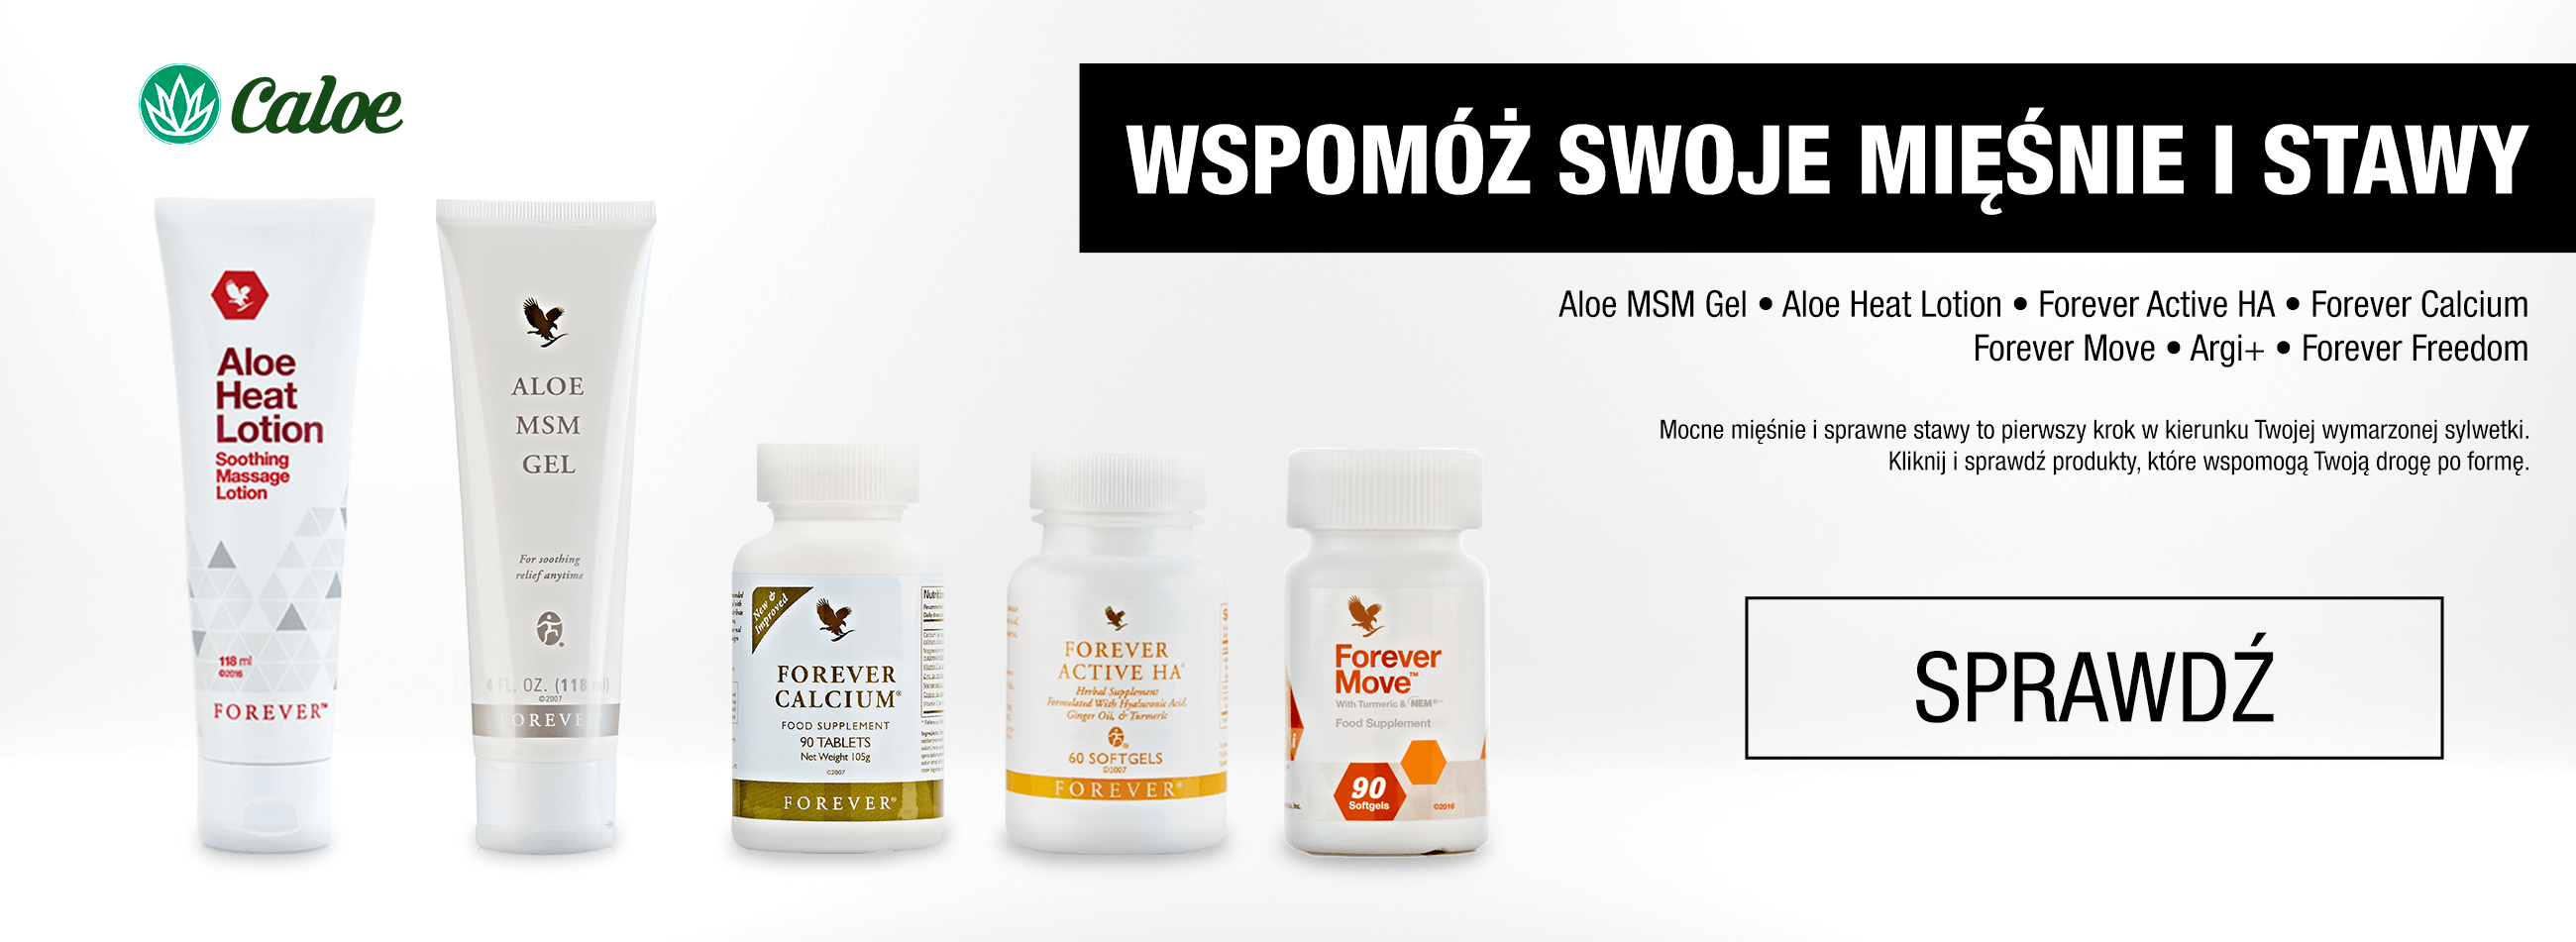 Caloe
WSPOMÓŻ SWOJE MIĘŚNIE I STAWY
Aloe MSM Gel • Aloe Heat Lotion • Forever Active HA • Forever Calcium
Forever Move • Argi+ • Forever Freedom
Mocne mięśnie i sprawne stawy to pierwszy krok w kierunku Twojej wymarzonej sylwetki.
Kliknij i sprawdź produkty, które wspomogą Twoją drogę po formę.
SPRAWDŹ
Aloe
Heat
Lotion
Soothing
Massage
Lotion
118 ml
©2016
FOREVER™
ALOE
MSM
GEL
For soothing
relief anytime
4 FL. OZ. (118 ml)
©2007
New &
Improved
FOREVER
CALCIUM®
FOOD SUPPLEMENT
90 TABLETS
Net Weight 105g
©2007
FOREVER®
FOREVER
ACTIVE HA®
Herbal Supplement
Formulated With Hyaluronic Acid,
Ginger Oil, & Turmeric
60 SOFTGELS
©2007
FOREVER®
Forever
Move™
With Turmeric & NEM®
Food Supplement
90
Softgels
©2016